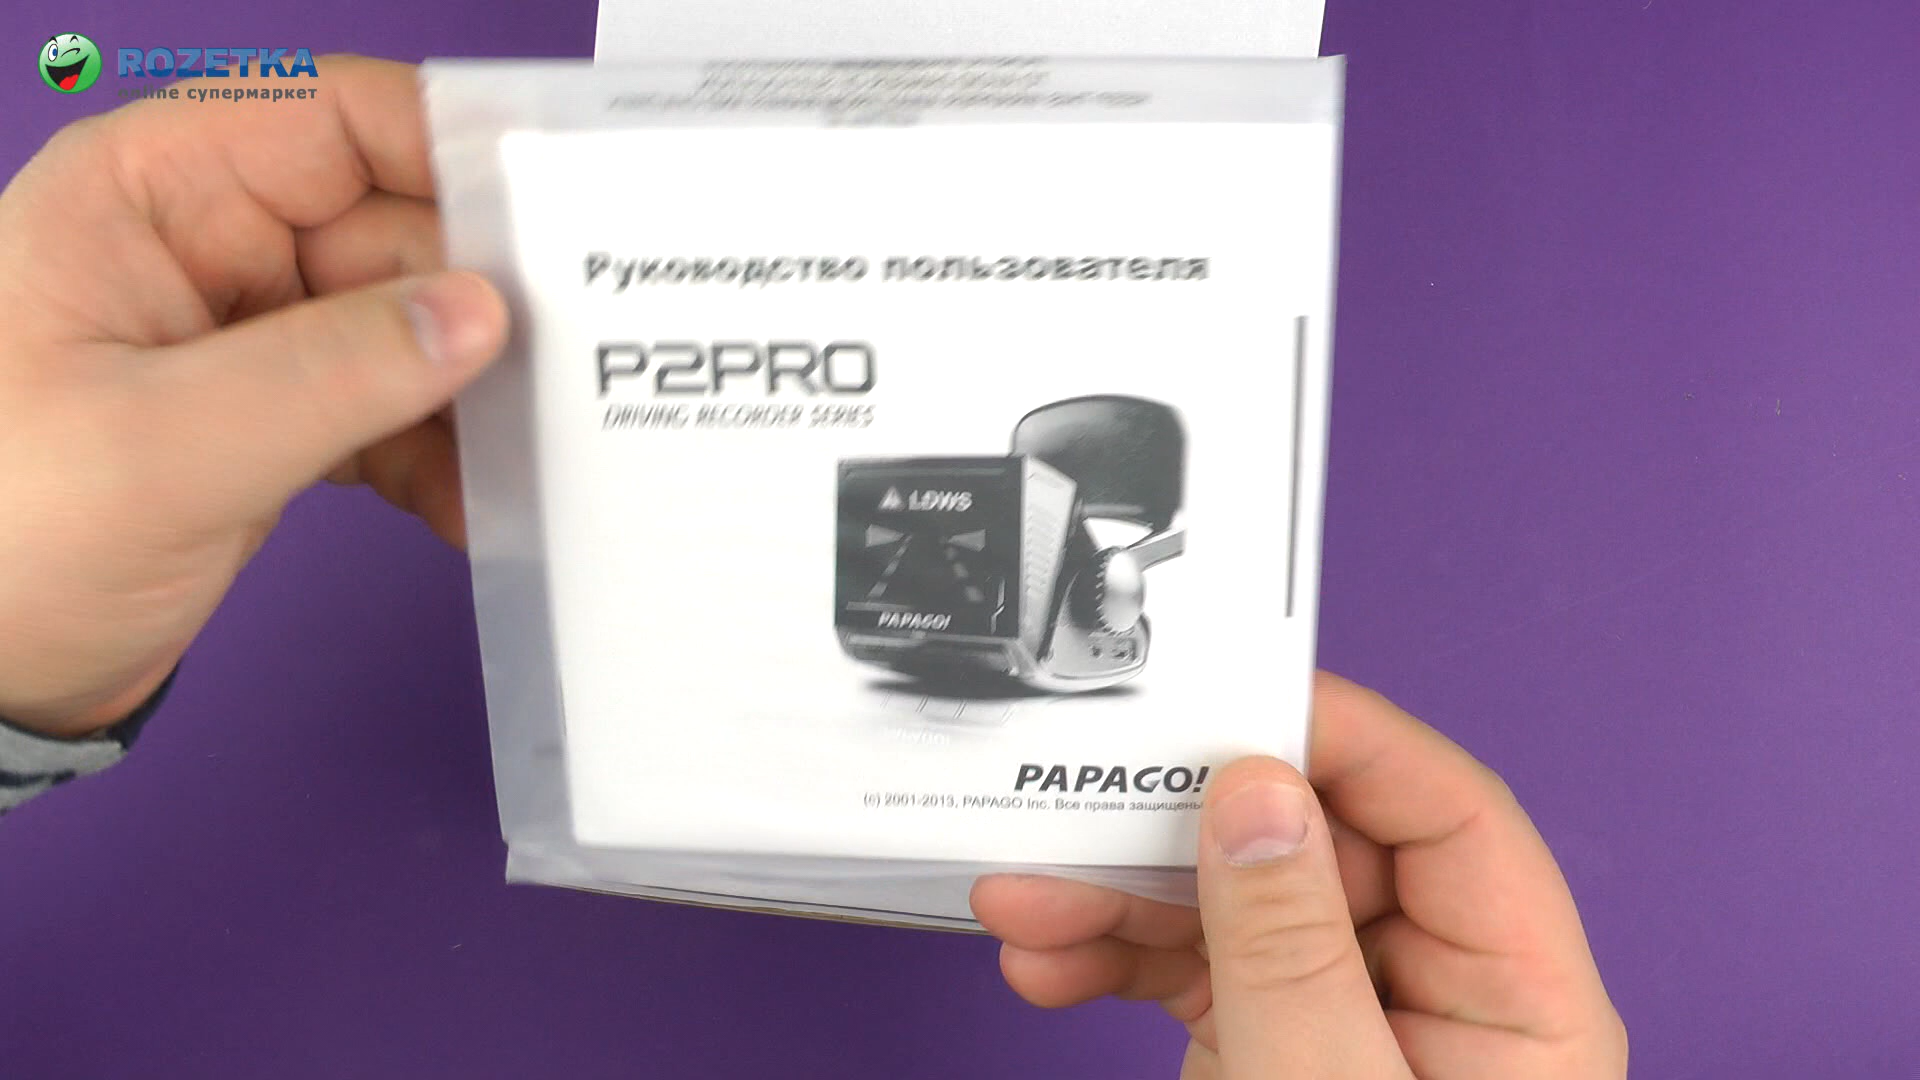 ROZETKA
online супермаркет
Руководство пользователя
P2PRO
DRIVING RECORDER SERIES
LDWS
PAPAGO!
PAPAGO!
(c) 2001-2013, PAPAGO Inc. Все права защищены